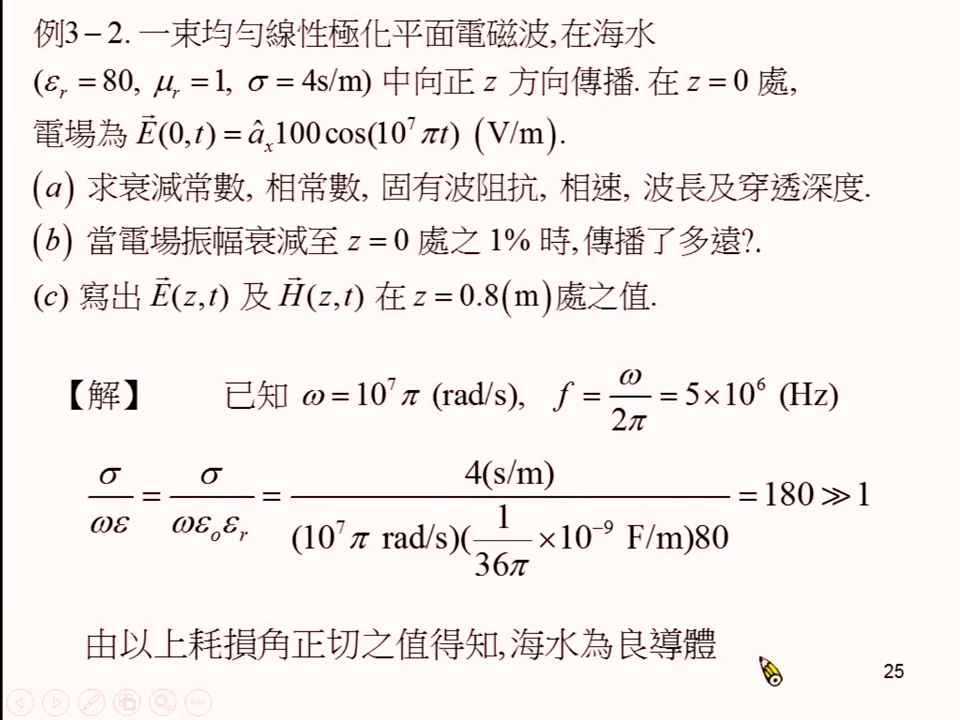 例3－2. 一束均勻線性極化平面電磁波,在海水
(εᵣ = 80, μᵣ = 1, σ = 4s/m) 中向正 z 方向傳播. 在 z = 0 處,
電場為 E⃗(0,t) = âₓ100cos(10⁷πt) (V/m).
(a) 求衰減常數, 相常數, 固有波阻抗, 相速, 波長及穿透深度.
(b) 當電場振幅衰減至 z = 0 處之 1% 時,傳播了多遠?.
(c) 寫出 E⃗(z,t) 及 H⃗(z,t) 在 z = 0.8(m)處之值.
【解】 已知 ω = 10⁷π (rad/s), f = ω/2π = 5×10⁶ (Hz)
σ/ωε = σ/ωεₒεᵣ = 4(s/m)/(10⁷π rad/s)(1/36π ×10⁻⁹ F/m)80 = 180 ≫ 1
由以上耗損角正切之值得知,海水為良導體
25